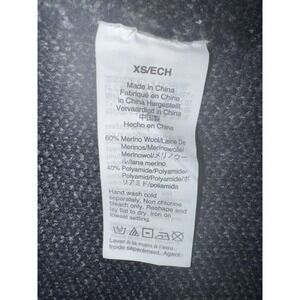 XS/ECH
Made in China
Fabriqué en Chine
in China Hergestellt
Vervaardigd in China
中国製
Hecho en China
60% Merino Wool/Laine De
Merinos/Merinowolle/
Merinowol/メリノウー
ル/lana merino
40% Polyamide/Polyamide/
Polyamid/Polyamide/ポ
リアミド/poliamida
Hand wash cold
separately. Non chlorine
bleach only. Reshape and
lay flat to dry. Iron on
lowest setting.
Laver à la main à l'eau
froide séparément. Agent